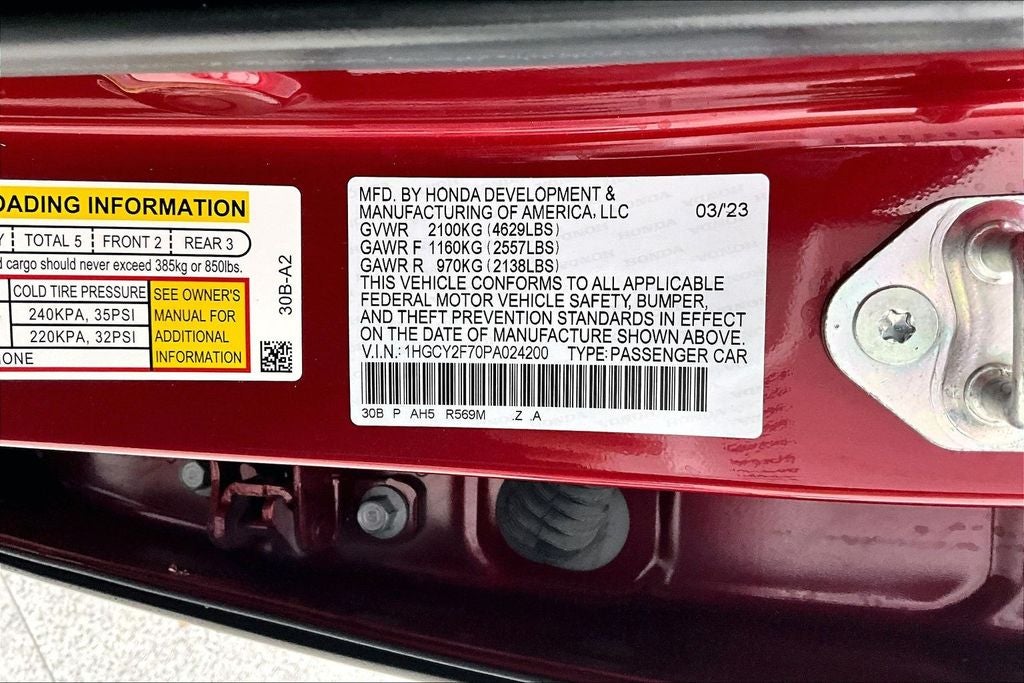 OADING INFORMATION
Y TOTAL 5 FRONT 2 REAR 3
d cargo should never exceed 385kg or 850lbs.
COLD TIRE PRESSURE
240KPA, 35PSI
220KPA, 32PSI
ONE
SEE OWNER'S
MANUAL FOR
ADDITIONAL
INFORMATION
30B-A2
MFD. BY HONDA DEVELOPMENT &
MANUFACTURING OF AMERICA, LLC 03/'23
GVWR 2100KG (4629LBS)
GAWR F 1160KG (2557LBS)
GAWR R 970KG (2138LBS)
THIS VEHICLE CONFORMS TO ALL APPLICABLE
FEDERAL MOTOR VEHICLE SAFETY, BUMPER,
AND THEFT PREVENTION STANDARDS IN EFFECT
ON THE DATE OF MANUFACTURE SHOWN ABOVE.
V.I.N.: 1HGCY2F70PA024200 TYPE: PASSENGER CAR
30B P AH5 R569M .Z .A